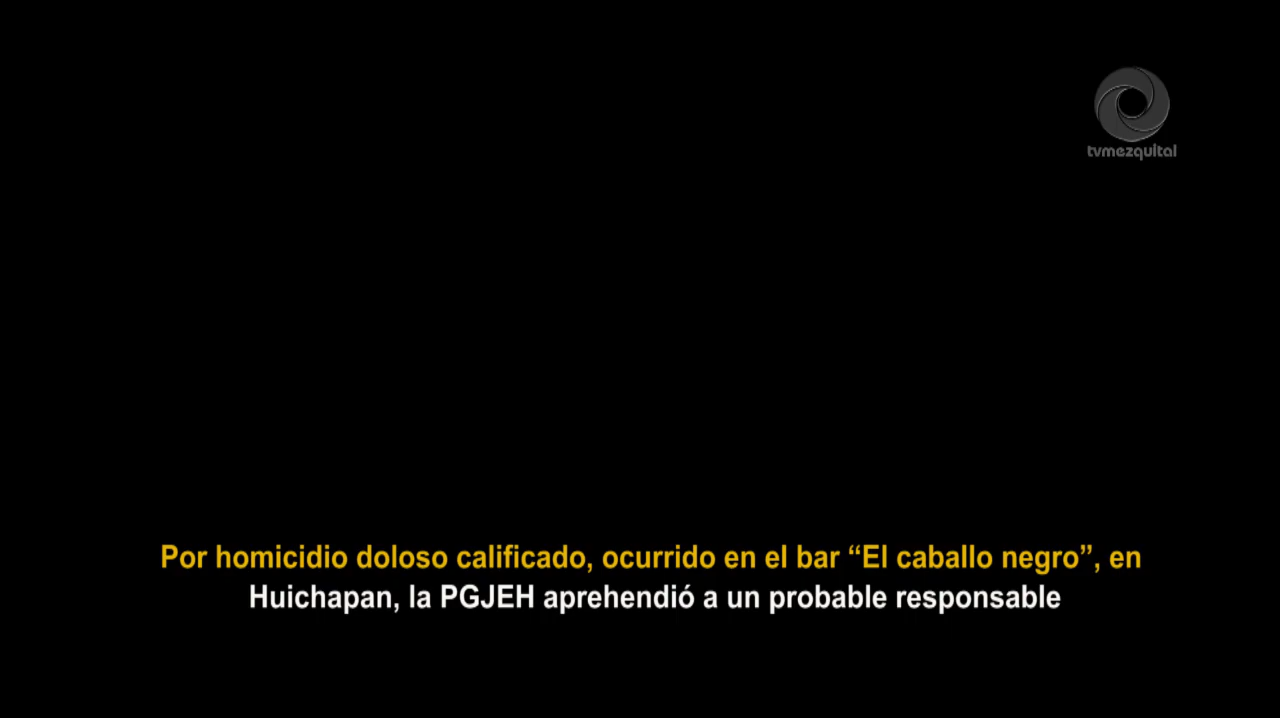 tvmezquital
Por homicidio doloso calificado, ocurrido en el bar “El caballo negro”, en
Huichapan, la PGJEH aprehendió a un probable responsable